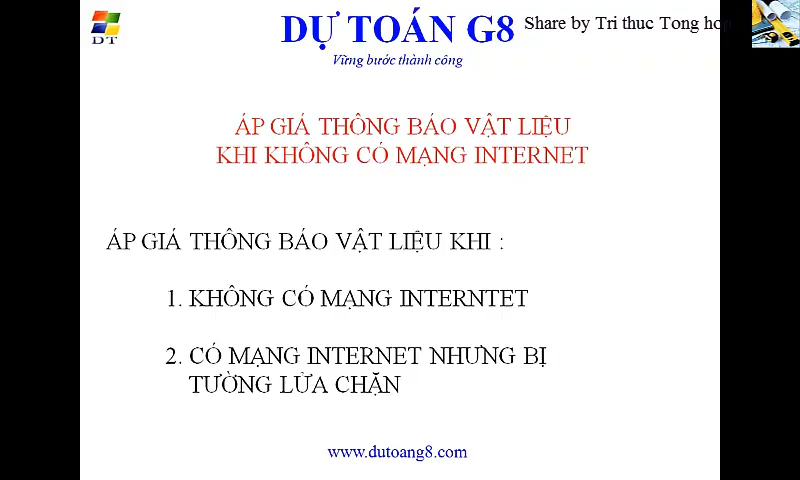 DT
DỰ TOÁN G8
Share by Tri thuc Tong hop
Vững bước thành công
ÁP GIÁ THÔNG BÁO VẬT LIỆU
KHI KHÔNG CÓ MẠNG INTERNET
ÁP GIÁ THÔNG BÁO VẬT LIỆU KHI :
1. KHÔNG CÓ MẠNG INTERNTET
2. CÓ MẠNG INTERNET NHƯNG BỊ
TƯỜNG LỬA CHẶN
www.dutoang8.com